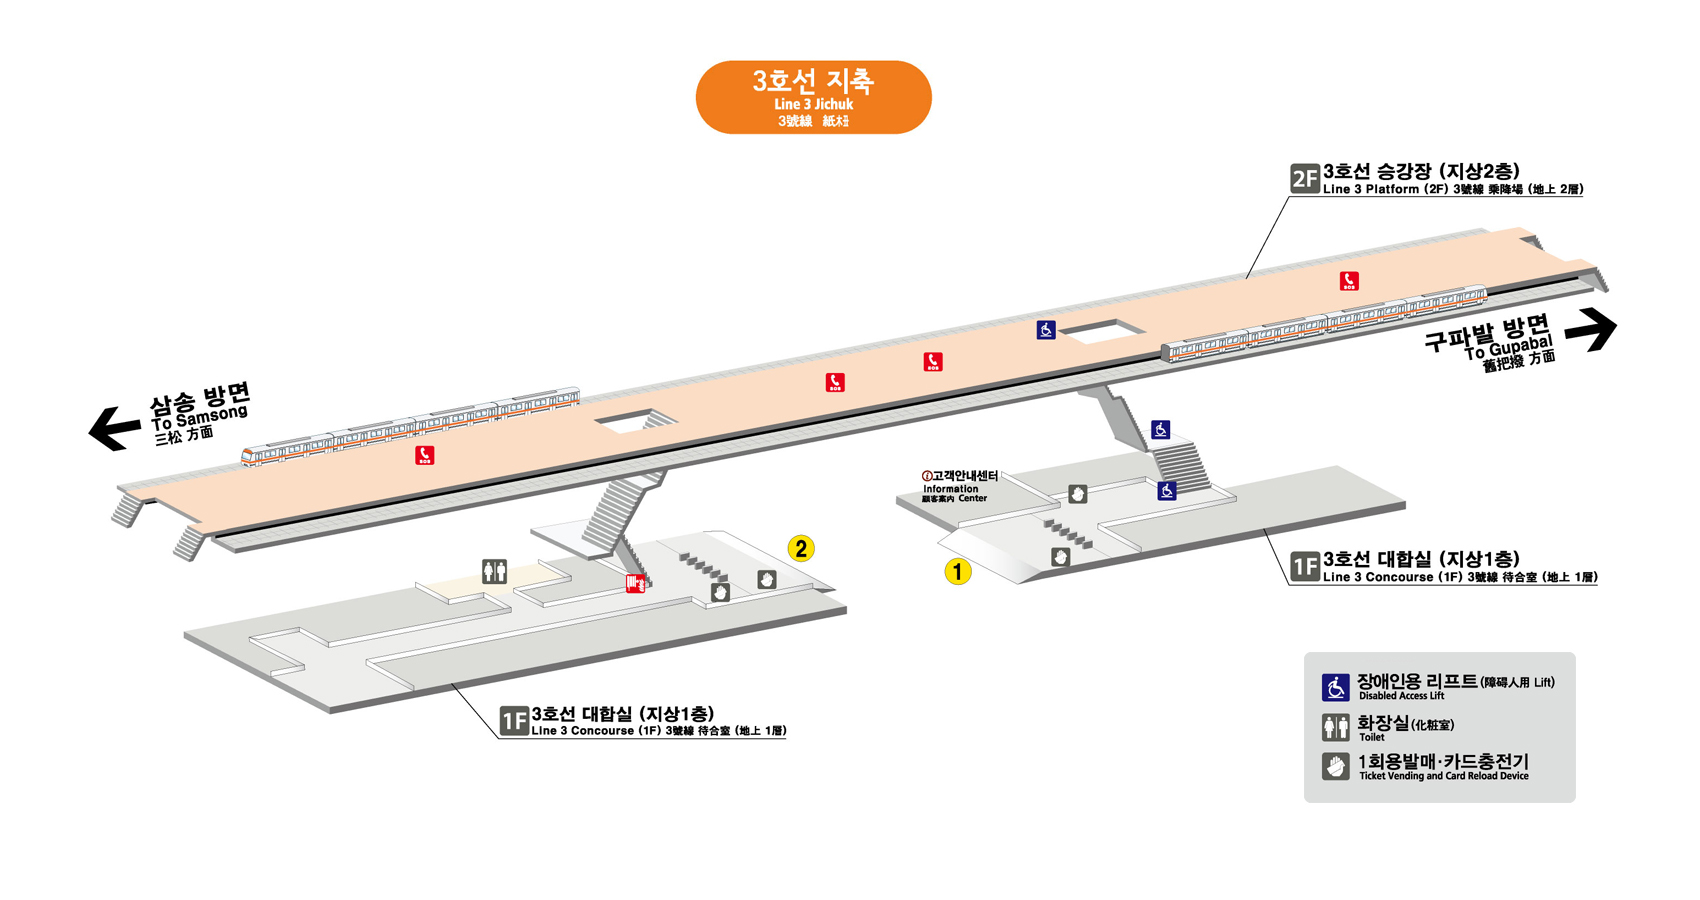 3호선 지축
Line 3 Jichuk
3號線 紙杻
2F 3호선 승강장 (지상2층)
Line 3 Platform (2F) 3號線 乘降場 (地上 2層)
구파발 방면
To Gupabal
舊把撥 方面
삼송 방면
To Samsong
三松 方面
SOS
SOS
SOS
SOS
고객안내센터
Information
顧客案內 Center
2
1
1F 3호선 대합실 (지상1층)
Line 3 Concourse (1F) 3號線 待合室 (地上 1層)
1F 3호선 대합실 (지상1층)
Line 3 Concourse (1F) 3號線 待合室 (地上 1層)
장애인용 리프트(障碍人用 Lift)
Disabled Access Lift
화장실(化粧室)
Toilet
1회용발매·카드충전기
Ticket Vending and Card Reload Device